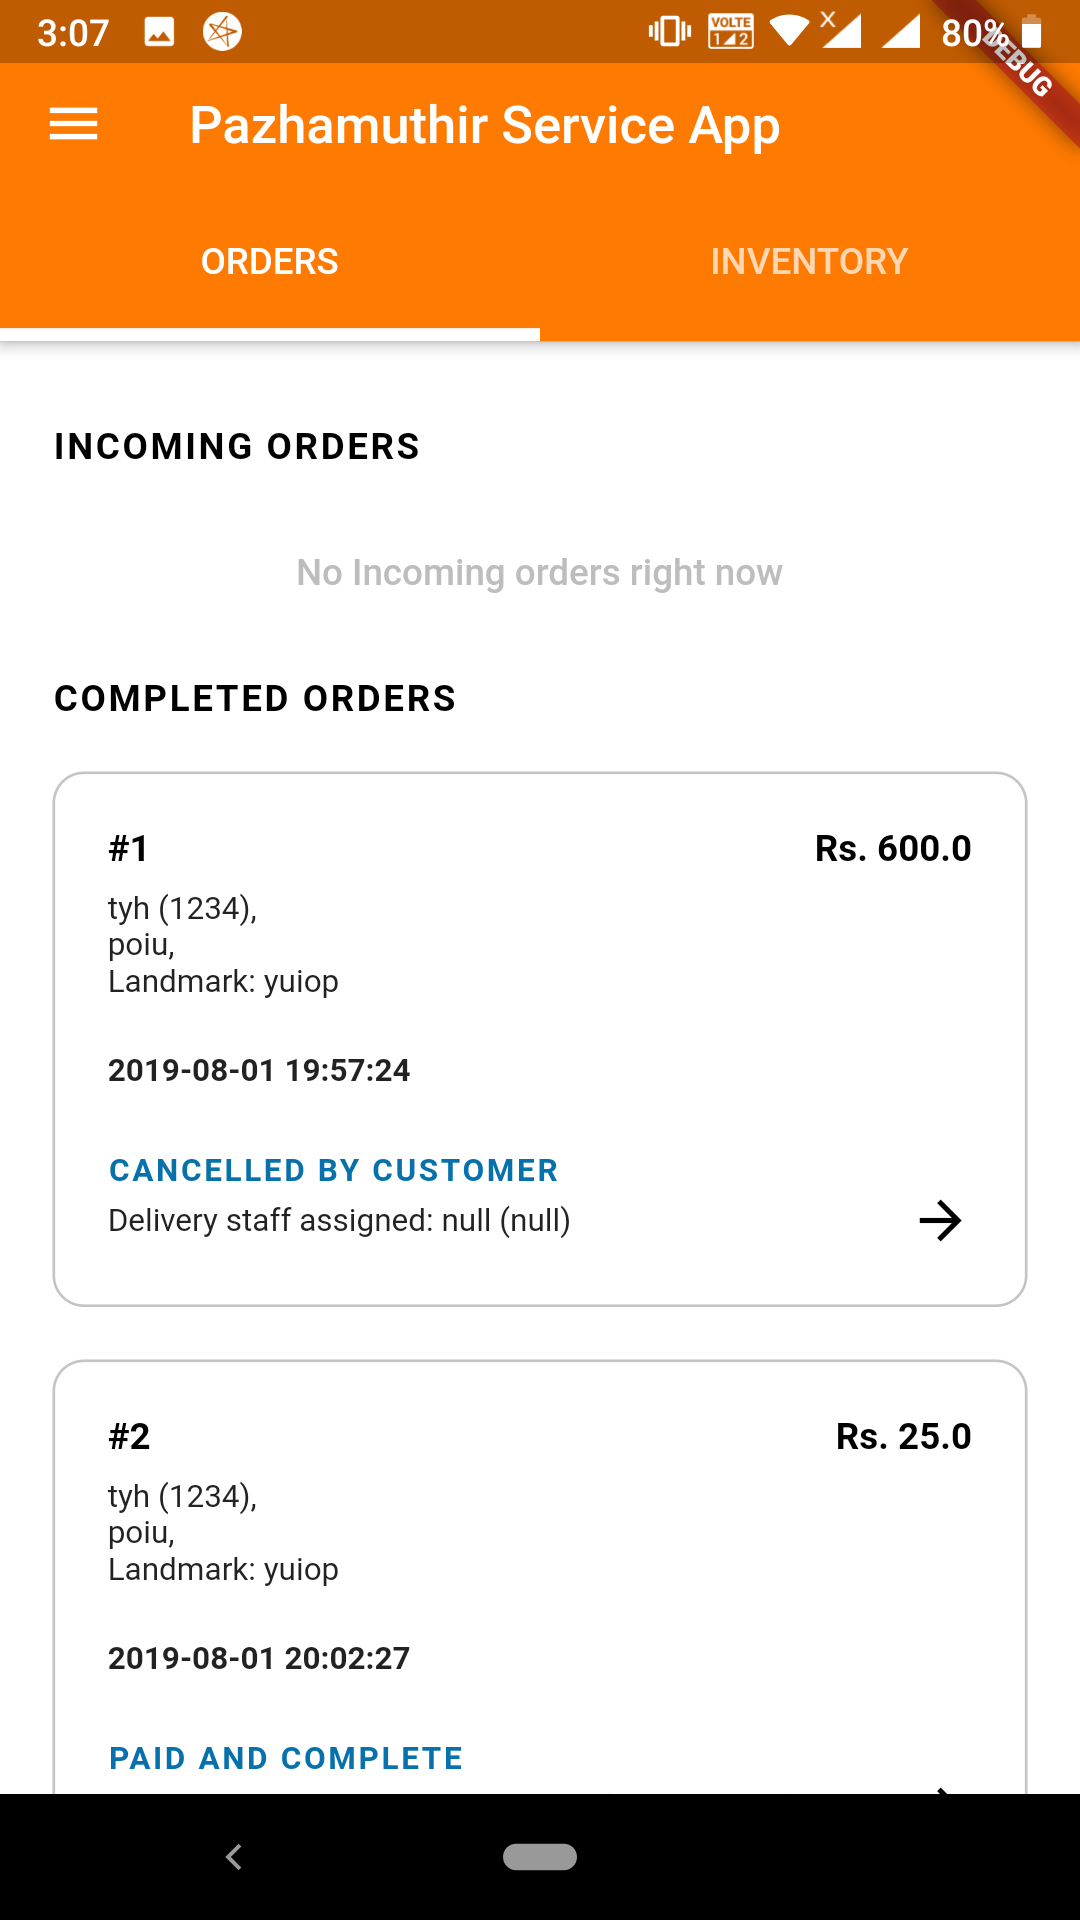 3:07
VOLTE
1 2
X
80%
DEBUG
Pazhamuthir Service App
ORDERS
INVENTORY
INCOMING ORDERS
No Incoming orders right now
COMPLETED ORDERS
#1
Rs. 600.0
tyh (1234),
poiu,
Landmark: yuiop
2019-08-01 19:57:24
CANCELLED BY CUSTOMER
Delivery staff assigned: null (null)
#2
Rs. 25.0
tyh (1234),
poiu,
Landmark: yuiop
2019-08-01 20:02:27
PAID AND COMPLETE